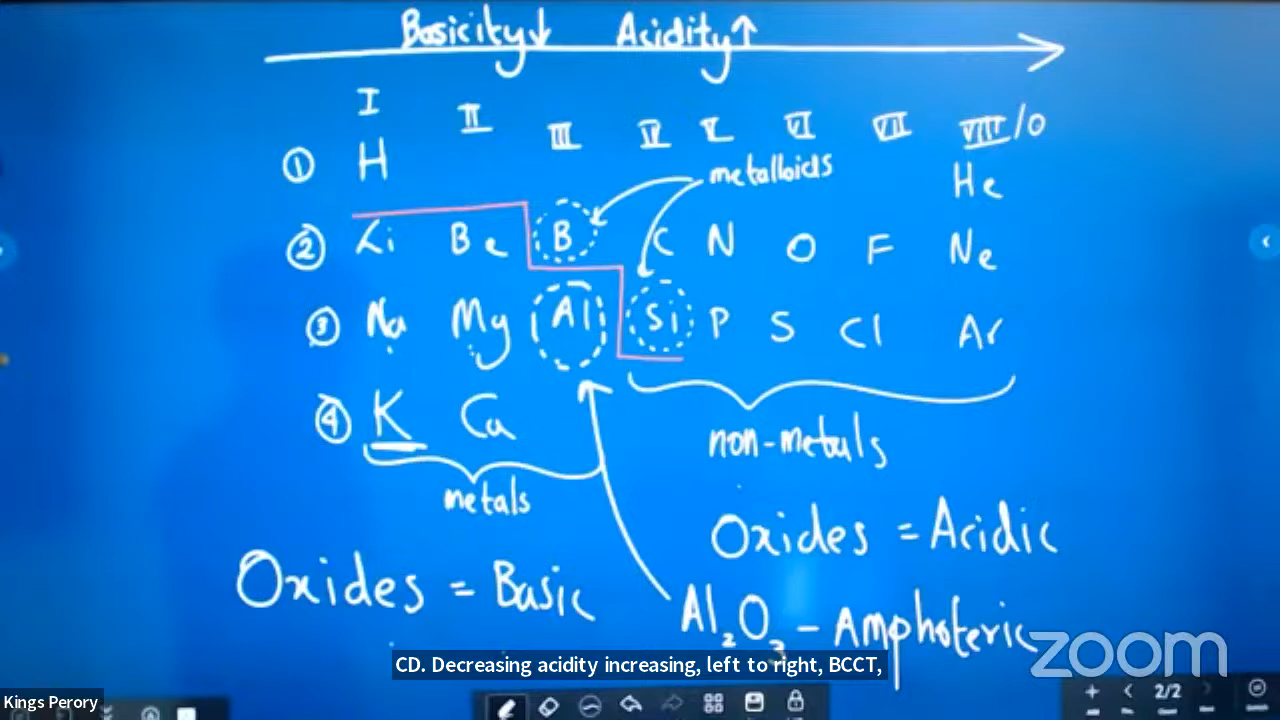 Basicity↓ Acidity↑
I II III IV V VI VII VIII/0
① H He
metalloids
② Li Be B C N O F Ne
③ Na Mg Al Si P S Cl Ar
④ K Ca
non-metals
metals
Oxides = Acidic
Oxides = Basic
Al₂O₃ - Amphoteric
zoom
CD. Decreasing acidity increasing, left to right, BCCT,
Kings Perory
2/2